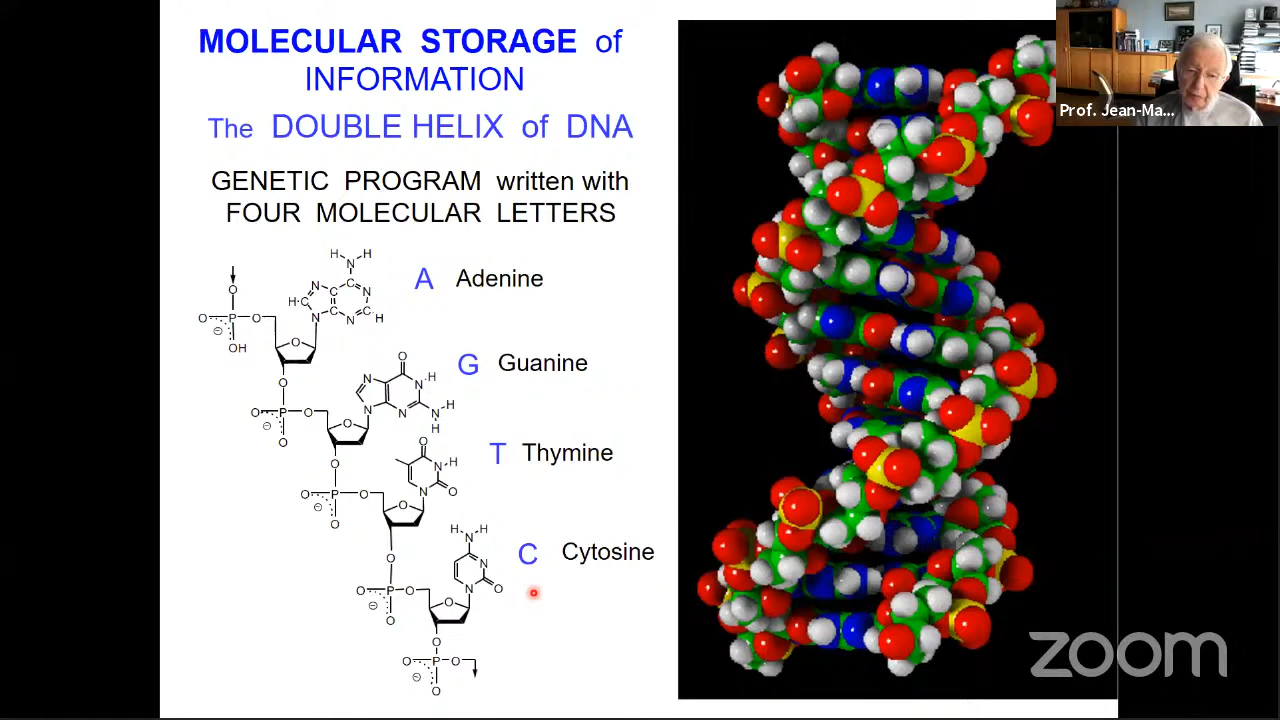 MOLECULAR STORAGE of
INFORMATION
The DOUBLE HELIX of DNA
GENETIC PROGRAM written with
FOUR MOLECULAR LETTERS
A Adenine
G Guanine
T Thymine
C Cytosine
Prof. Jean-Ma...
zoom